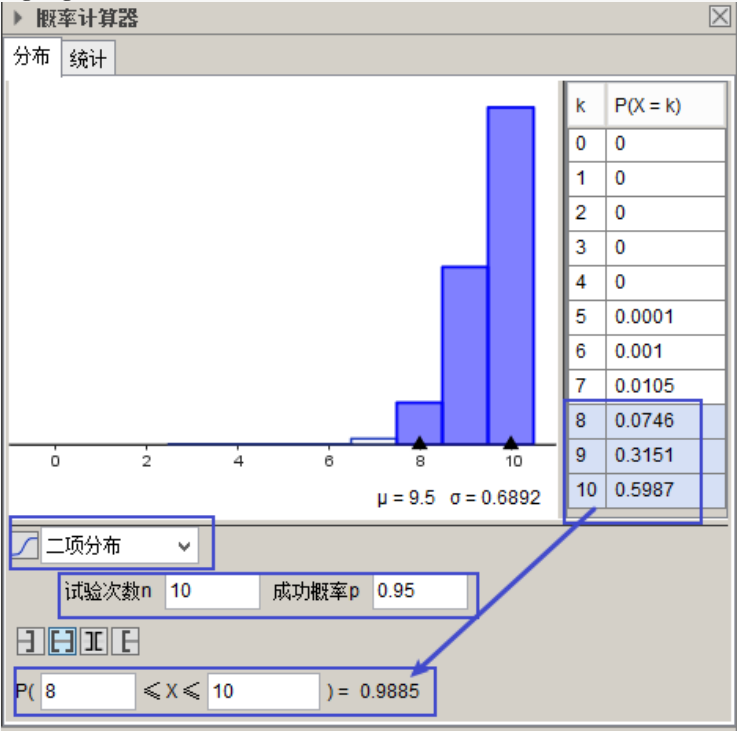 概率计算器
分布 统计
k P(X = k)
0 0
1 0
2 0
3 0
4 0
5 0.0001
6 0.001
7 0.0105
8 0.0746
9 0.3151
10 0.5987
0 2 4 6 8 10
μ = 9.5 σ = 0.6892
二项分布
试验次数n 10 成功概率p 0.95
P( 8 ≤ X ≤ 10 ) = 0.9885